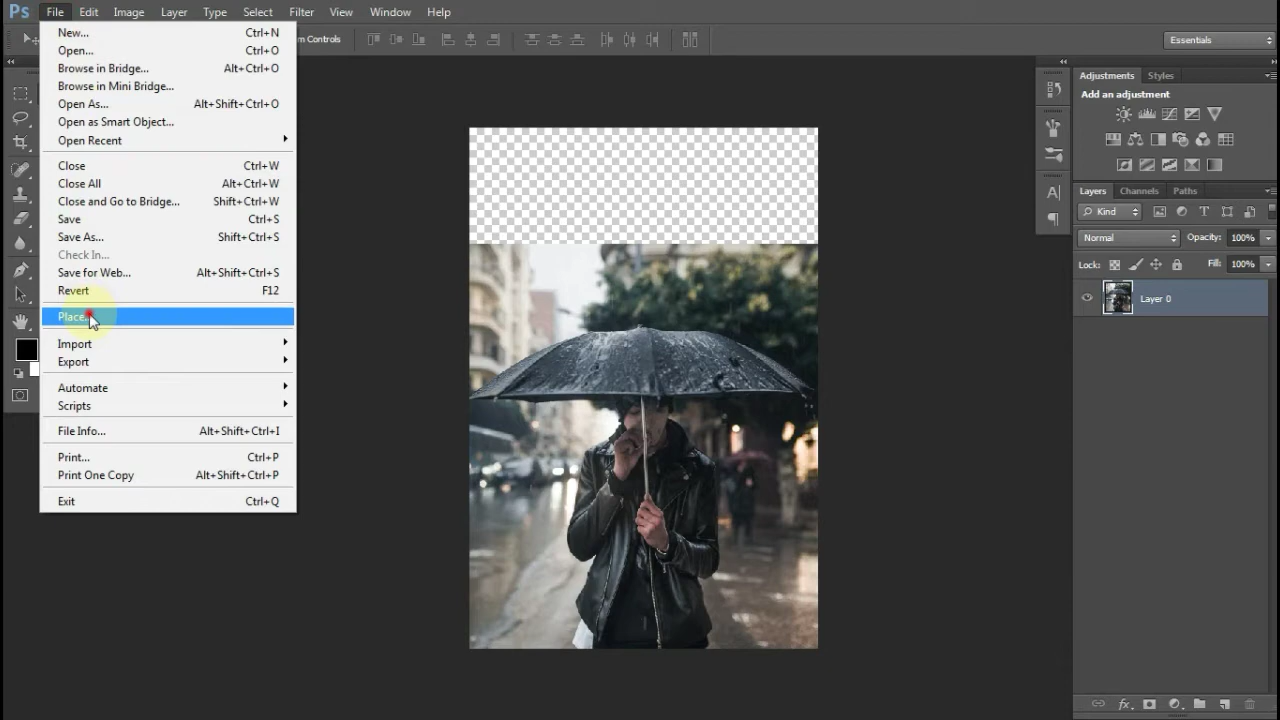 Ps File Edit Image Layer Type Select Filter View Window Help
m Controls
Essentials
New... Ctrl+N
Open... Ctrl+O
Browse in Bridge... Alt+Ctrl+O
Browse in Mini Bridge...
Open As... Alt+Shift+Ctrl+O
Open as Smart Object...
Open Recent
Close Ctrl+W
Close All Alt+Ctrl+W
Close and Go to Bridge... Shift+Ctrl+W
Save Ctrl+S
Save As... Shift+Ctrl+S
Check In...
Save for Web... Alt+Shift+Ctrl+S
Revert F12
Place...
Import
Export
Automate
Scripts
File Info... Alt+Shift+Ctrl+I
Print... Ctrl+P
Print One Copy Alt+Shift+Ctrl+P
Exit Ctrl+Q
Adjustments Styles
Add an adjustment
Layers Channels Paths
Kind
Normal Opacity: 100%
Lock: Fill: 100%
Layer 0